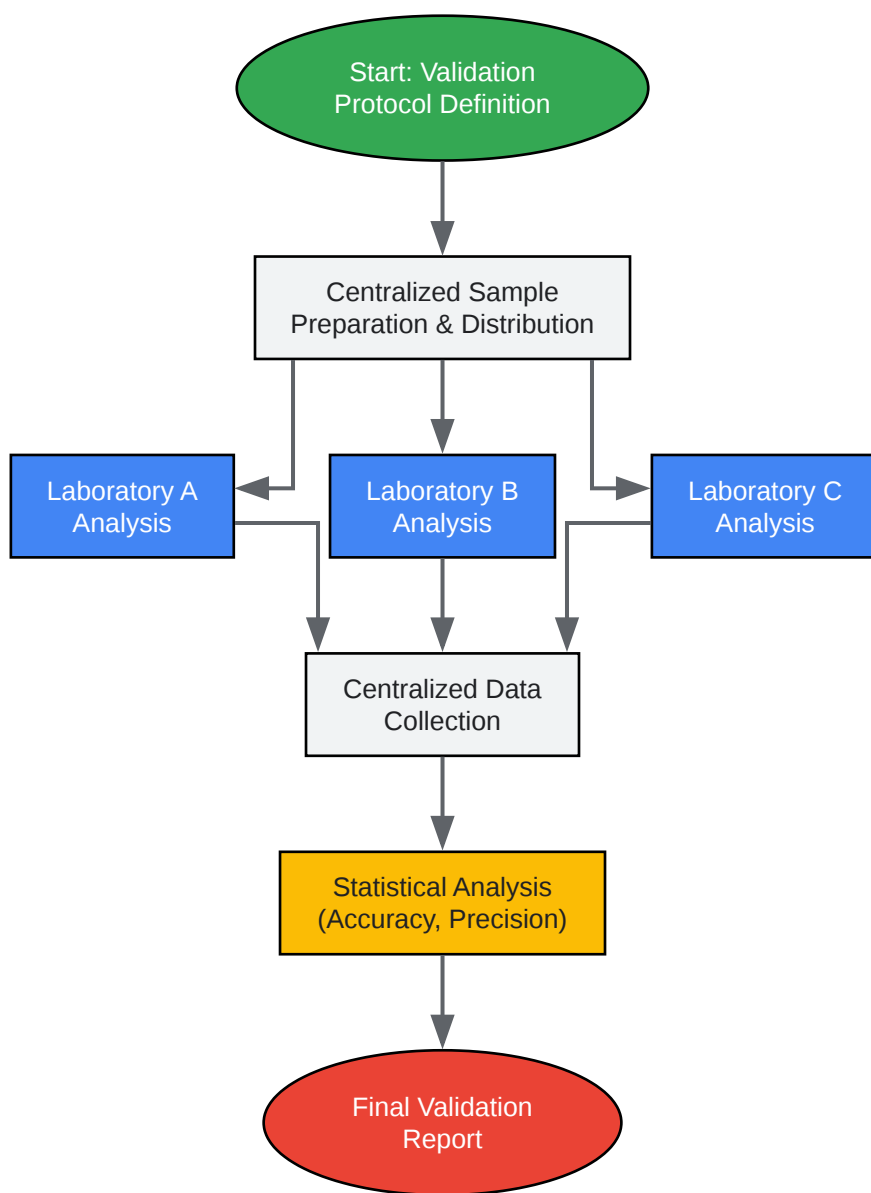 Start: Validation
Protocol Definition
Centralized Sample
Preparation & Distribution
Laboratory A
Analysis
Laboratory B
Analysis
Laboratory C
Analysis
Centralized Data
Collection
Statistical Analysis
(Accuracy, Precision)
Final Validation
Report